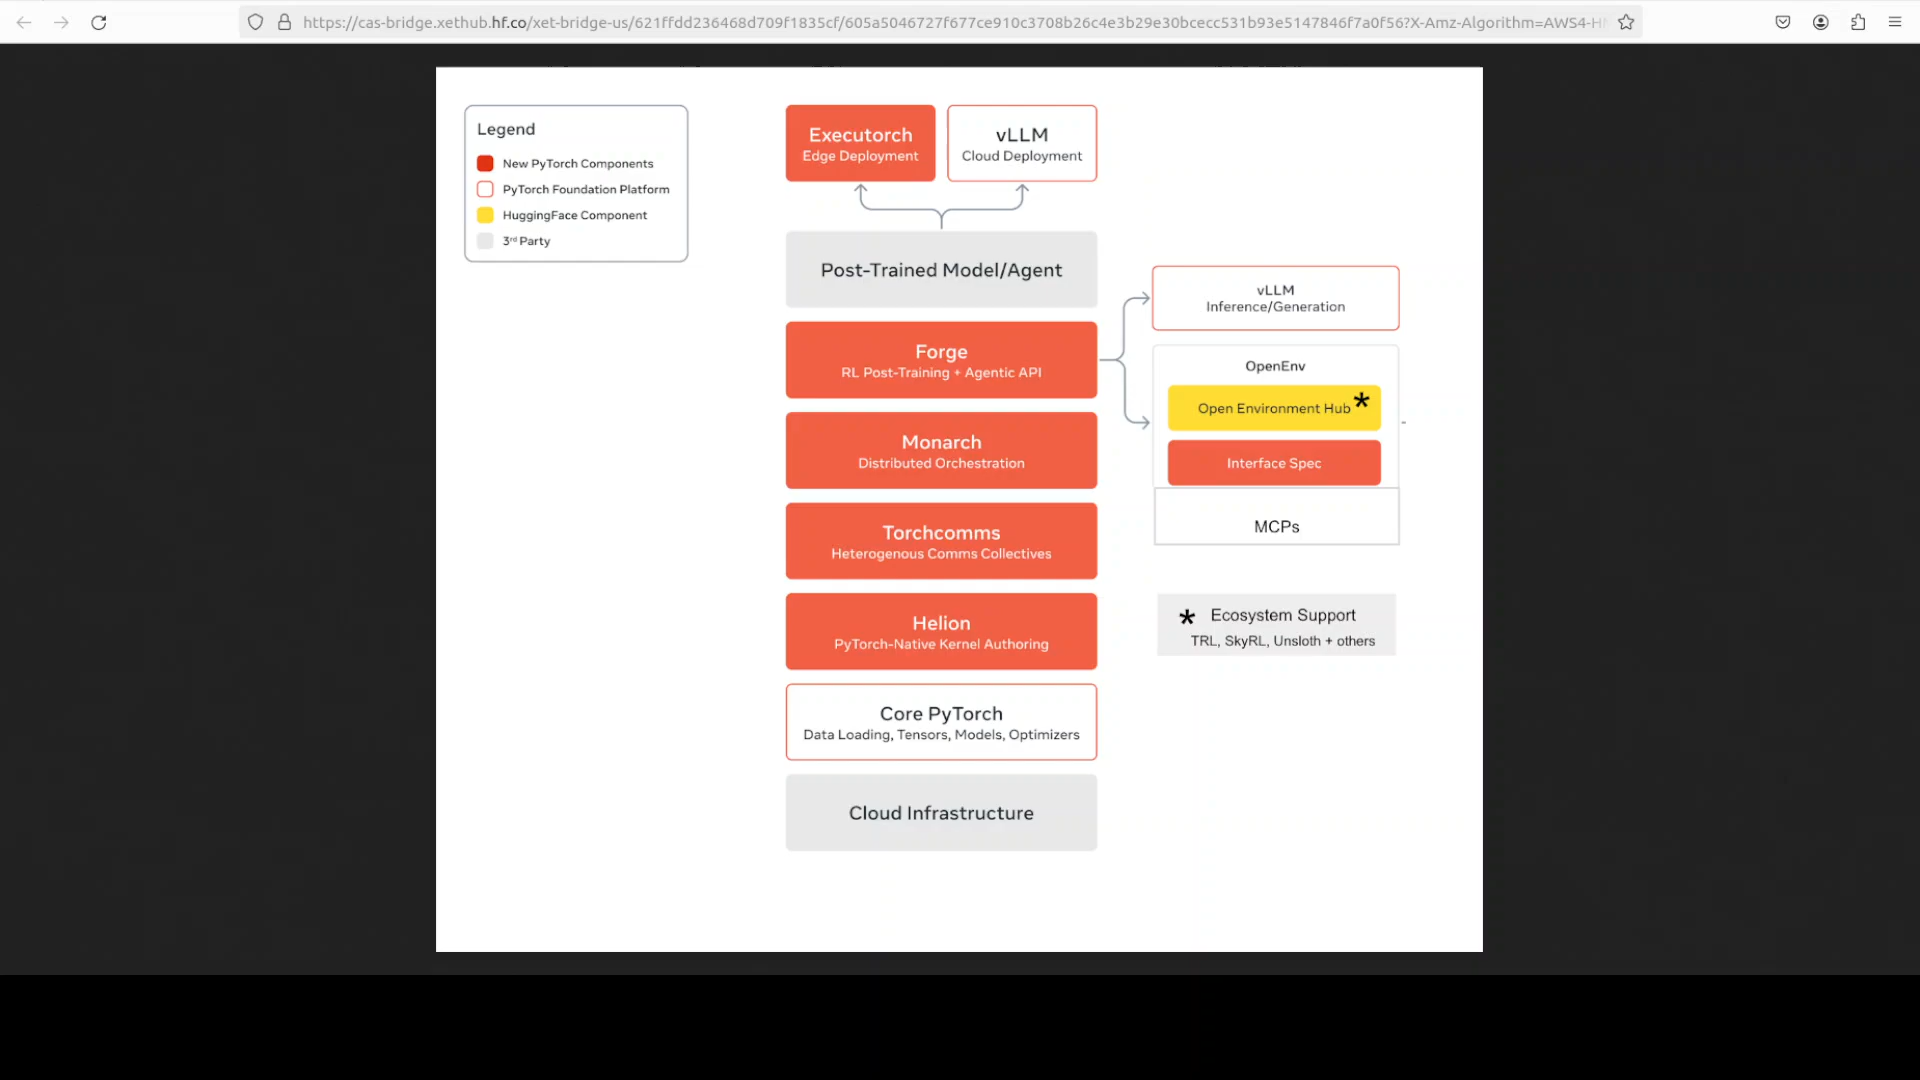 https://cas-bridge.xethub.hf.co/xet-bridge-us/621ffdd236468d709f1835cf/605a5046727f677ce910c3708b26c4e3b29e30bcecc531b93e5147846f7a0f56?X-Amz-Algorithm=AWS4-H
Legend
New PyTorch Components
PyTorch Foundation Platform
HuggingFace Component
3rd Party
Executorch
Edge Deployment
vLLM
Cloud Deployment
Post-Trained Model/Agent
Forge
RL Post-Training + Agentic API
Monarch
Distributed Orchestration
Torchcomms
Heterogenous Comms Collectives
Helion
PyTorch-Native Kernel Authoring
Core PyTorch
Data Loading, Tensors, Models, Optimizers
Cloud Infrastructure
vLLM
Inference/Generation
OpenEnv
Open Environment Hub *
Interface Spec
MCPs
* Ecosystem Support
TRL, SkyRL, Unsloth + others